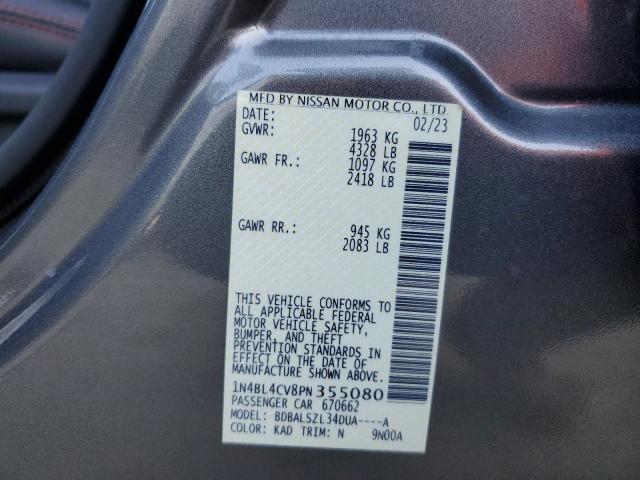 MFD BY NISSAN MOTOR CO., LTD.
DATE: 02/23
GVWR: 1963 KG
4328 LB
GAWR FR.: 1097 KG
2418 LB
GAWR RR.: 945 KG
2083 LB
THIS VEHICLE CONFORMS TO
ALL APPLICABLE FEDERAL
MOTOR VEHICLE SAFETY,
BUMPER, AND THEFT
PREVENTION STANDARDS IN
EFFECT ON THE DATE OF
MANUFACTURE SHOWN ABOVE.
1N4BL4CV8PN355080
PASSENGER CAR 670662
MODEL: BDBALSZL34DUA----A
COLOR: KAD TRIM: N 9N00A